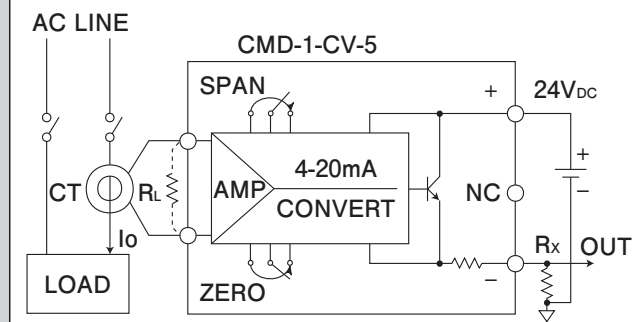 AC LINE
CMD-1-CV-5
SPAN
+
24VDC
4-20mA
AMP
CONVERT
CT
RL
NC
+
−
Io
LOAD
ZERO
−
Rx
OUT